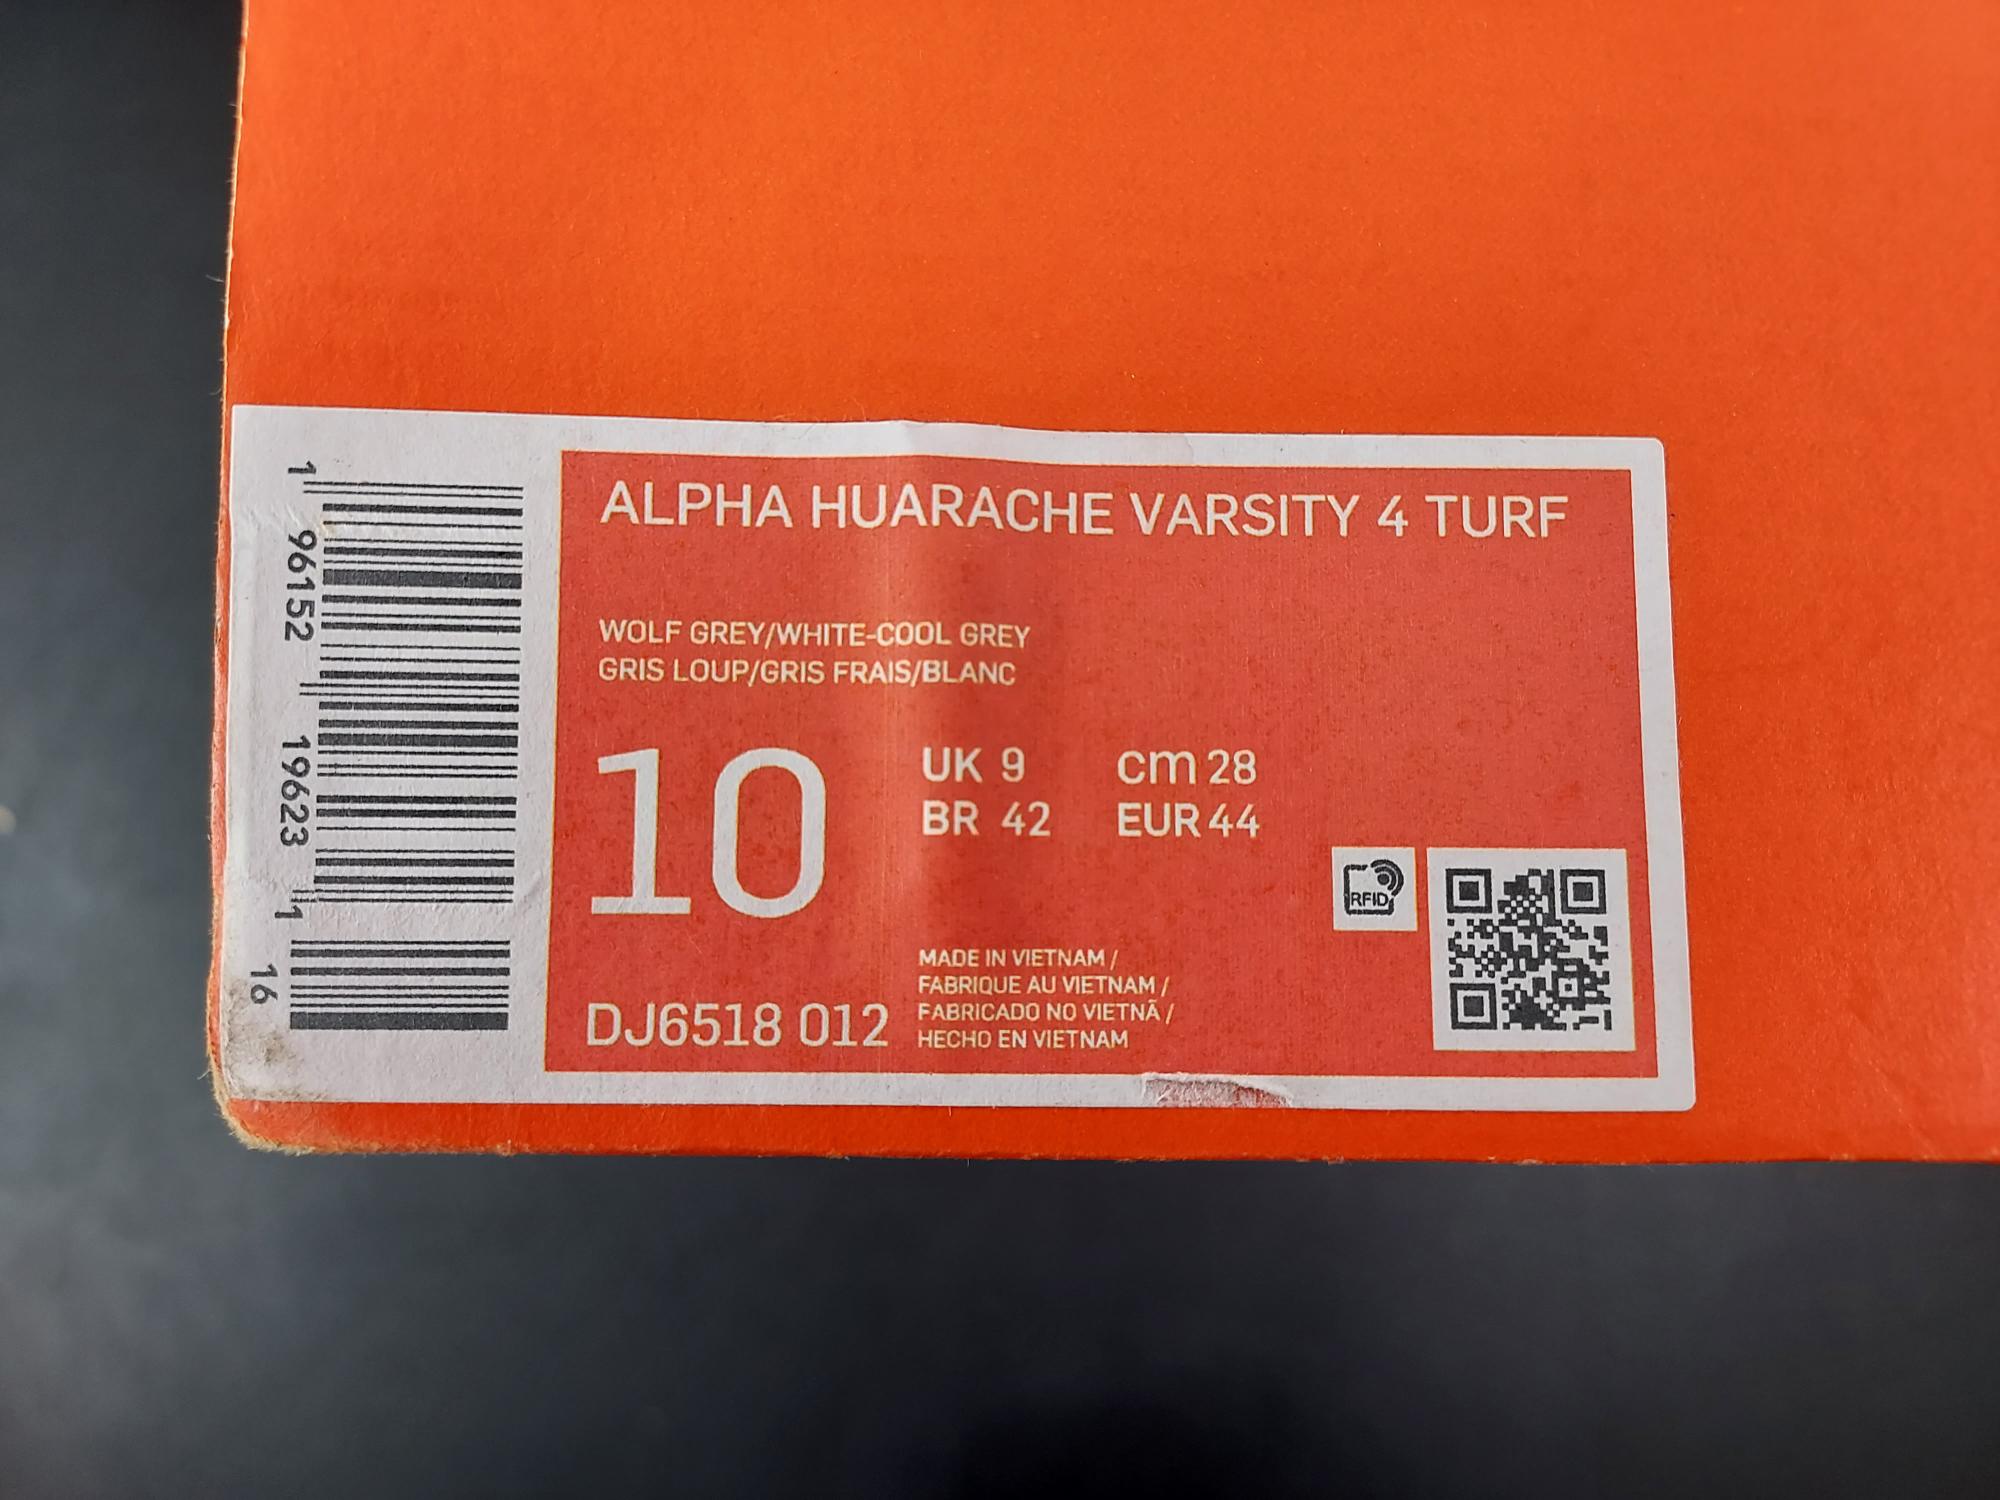 ALPHA HUARACHE VARSITY 4 TURF
WOLF GREY/WHITE-COOL GREY
GRIS LOUP/GRIS FRAIS/BLANC
10
UK 9 cm 28
BR 42 EUR 44
RFID
MADE IN VIETNAM /
FABRIQUE AU VIETNAM /
FABRICADO NO VIETNÃ /
HECHO EN VIETNAM
DJ6518 012
1 96152 19623 1
16